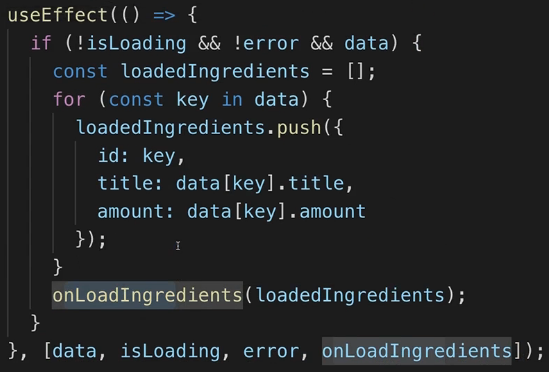 useEffect(() => {
if (!isLoading && !error && data) {
const loadedIngredients = [];
for (const key in data) {
loadedIngredients.push({
id: key,
title: data[key].title,
amount: data[key].amount
});
}
onLoadIngredients(loadedIngredients);
}
}, [data, isLoading, error, onLoadIngredients]);